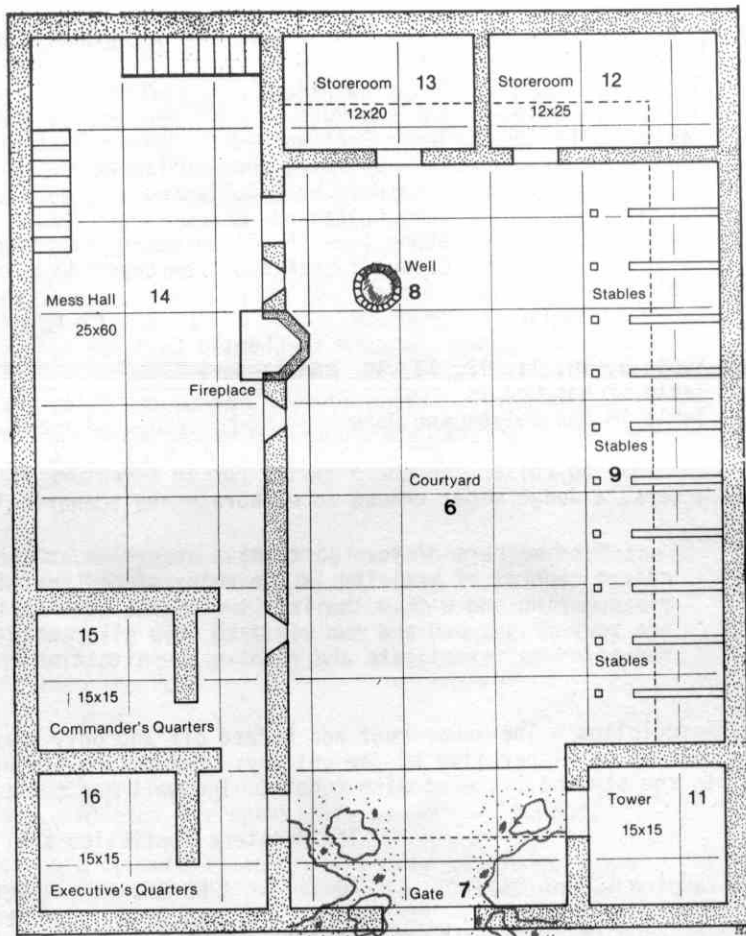 Storeroom 13
12x20
Storeroom 12
12x25
Well
8
Mess Hall 14
25x60
Fireplace
Stables
Stables
9
Courtyard
6
Stables
15
15x15
Commander's Quarters
16
15x15
Executive's Quarters
Tower 11
15x15
Gate 7